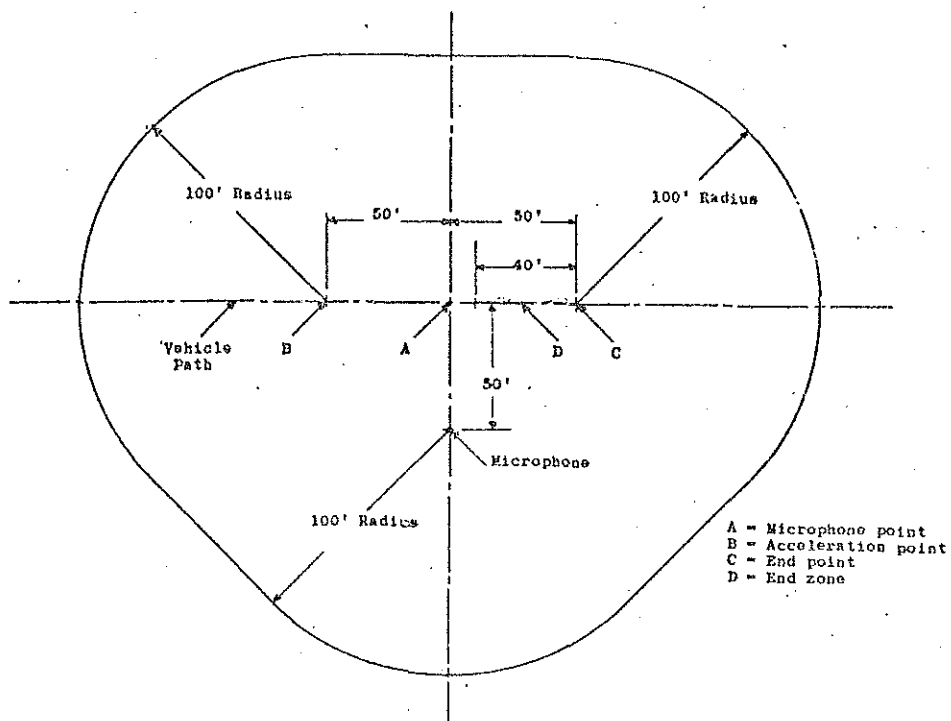 100' Radius
50'
50'
100' Radius
40'
Vehicle
Path
B
A
D
C
50'
Microphone
100' Radius
A = Microphone point
B = Acceleration point
C = End point
D = End zone